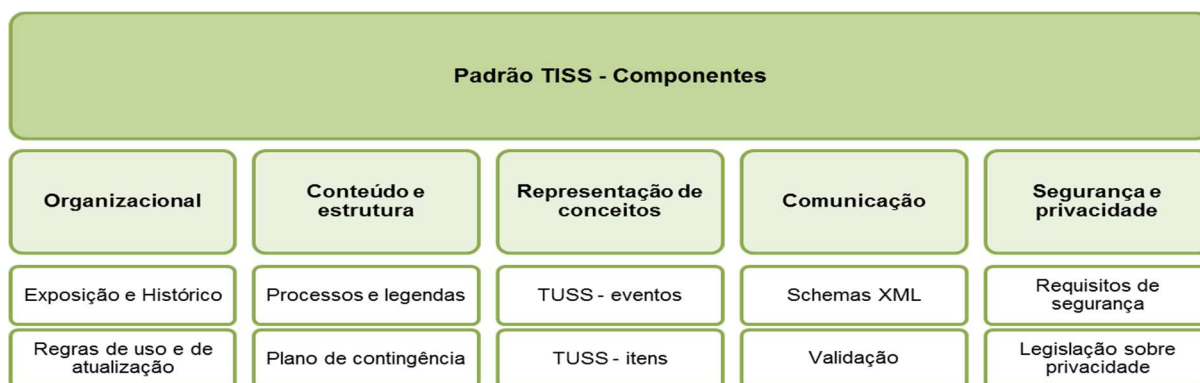 Padrão TISS - Componentes
Organizacional
Conteúdo e
estrutura
Representação de
conceitos
Comunicação
Segurança e
privacidade
Exposição e Histórico
Processos e legendas
TUSS - eventos
Schemas XML
Requisitos de
segurança
Regras de uso e de
atualização
Plano de contingência
TUSS - itens
Validação
Legislação sobre
privacidade